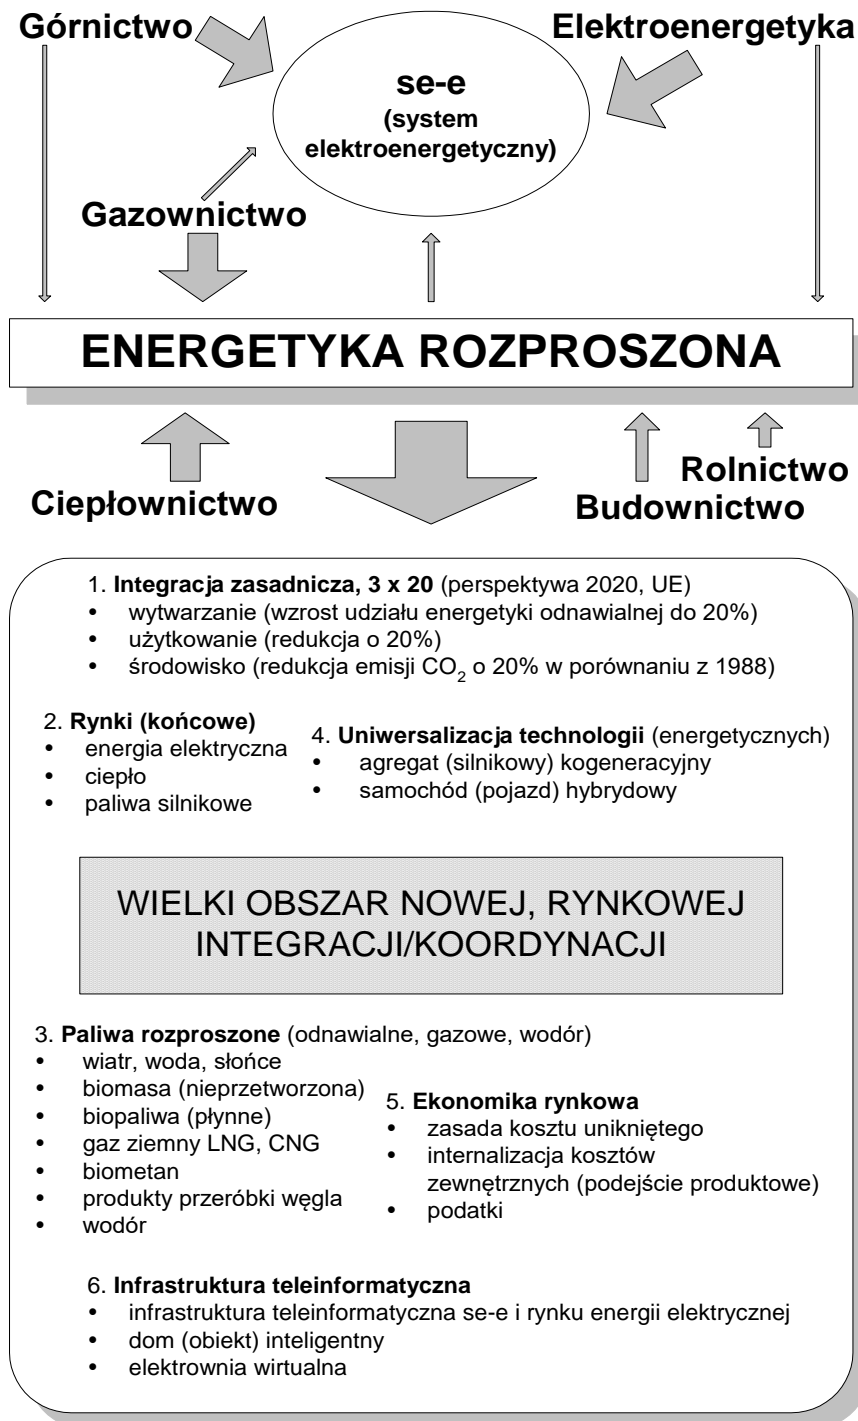 Górnictwo
Elektroenergetyka
se-e
(system
elektroenergetyczny)
Gazownictwo
ENERGETYKA ROZPROSZONA
Ciepłownictwo
Rolnictwo
Budownictwo
1. Integracja zasadnicza, 3 x 20 (perspektywa 2020, UE)
• wytwarzanie (wzrost udziału energetyki odnawialnej do 20%)
• użytkowanie (redukcja o 20%)
• środowisko (redukcja emisji CO₂ o 20% w porównaniu z 1988)
2. Rynki (końcowe)
• energia elektryczna
• ciepło
• paliwa silnikowe
4. Uniwersalizacja technologii (energetycznych)
• agregat (silnikowy) kogeneracyjny
• samochód (pojazd) hybrydowy
WIELKI OBSZAR NOWEJ, RYNKOWEJ
INTEGRACJI/KOORDYNACJI
3. Paliwa rozproszone (odnawialne, gazowe, wodór)
• wiatr, woda, słońce
• biomasa (nieprzetworzona)
• biopaliwa (płynne)
• gaz ziemny LNG, CNG
• biometan
• produkty przeróbki węgla
• wodór
5. Ekonomika rynkowa
• zasada kosztu unikniętego
• internalizacja kosztów
zewnętrznych (podejście produktowe)
• podatki
6. Infrastruktura teleinformatyczna
• infrastruktura teleinformatyczna se-e i rynku energii elektrycznej
• dom (obiekt) inteligentny
• elektrownia wirtualna